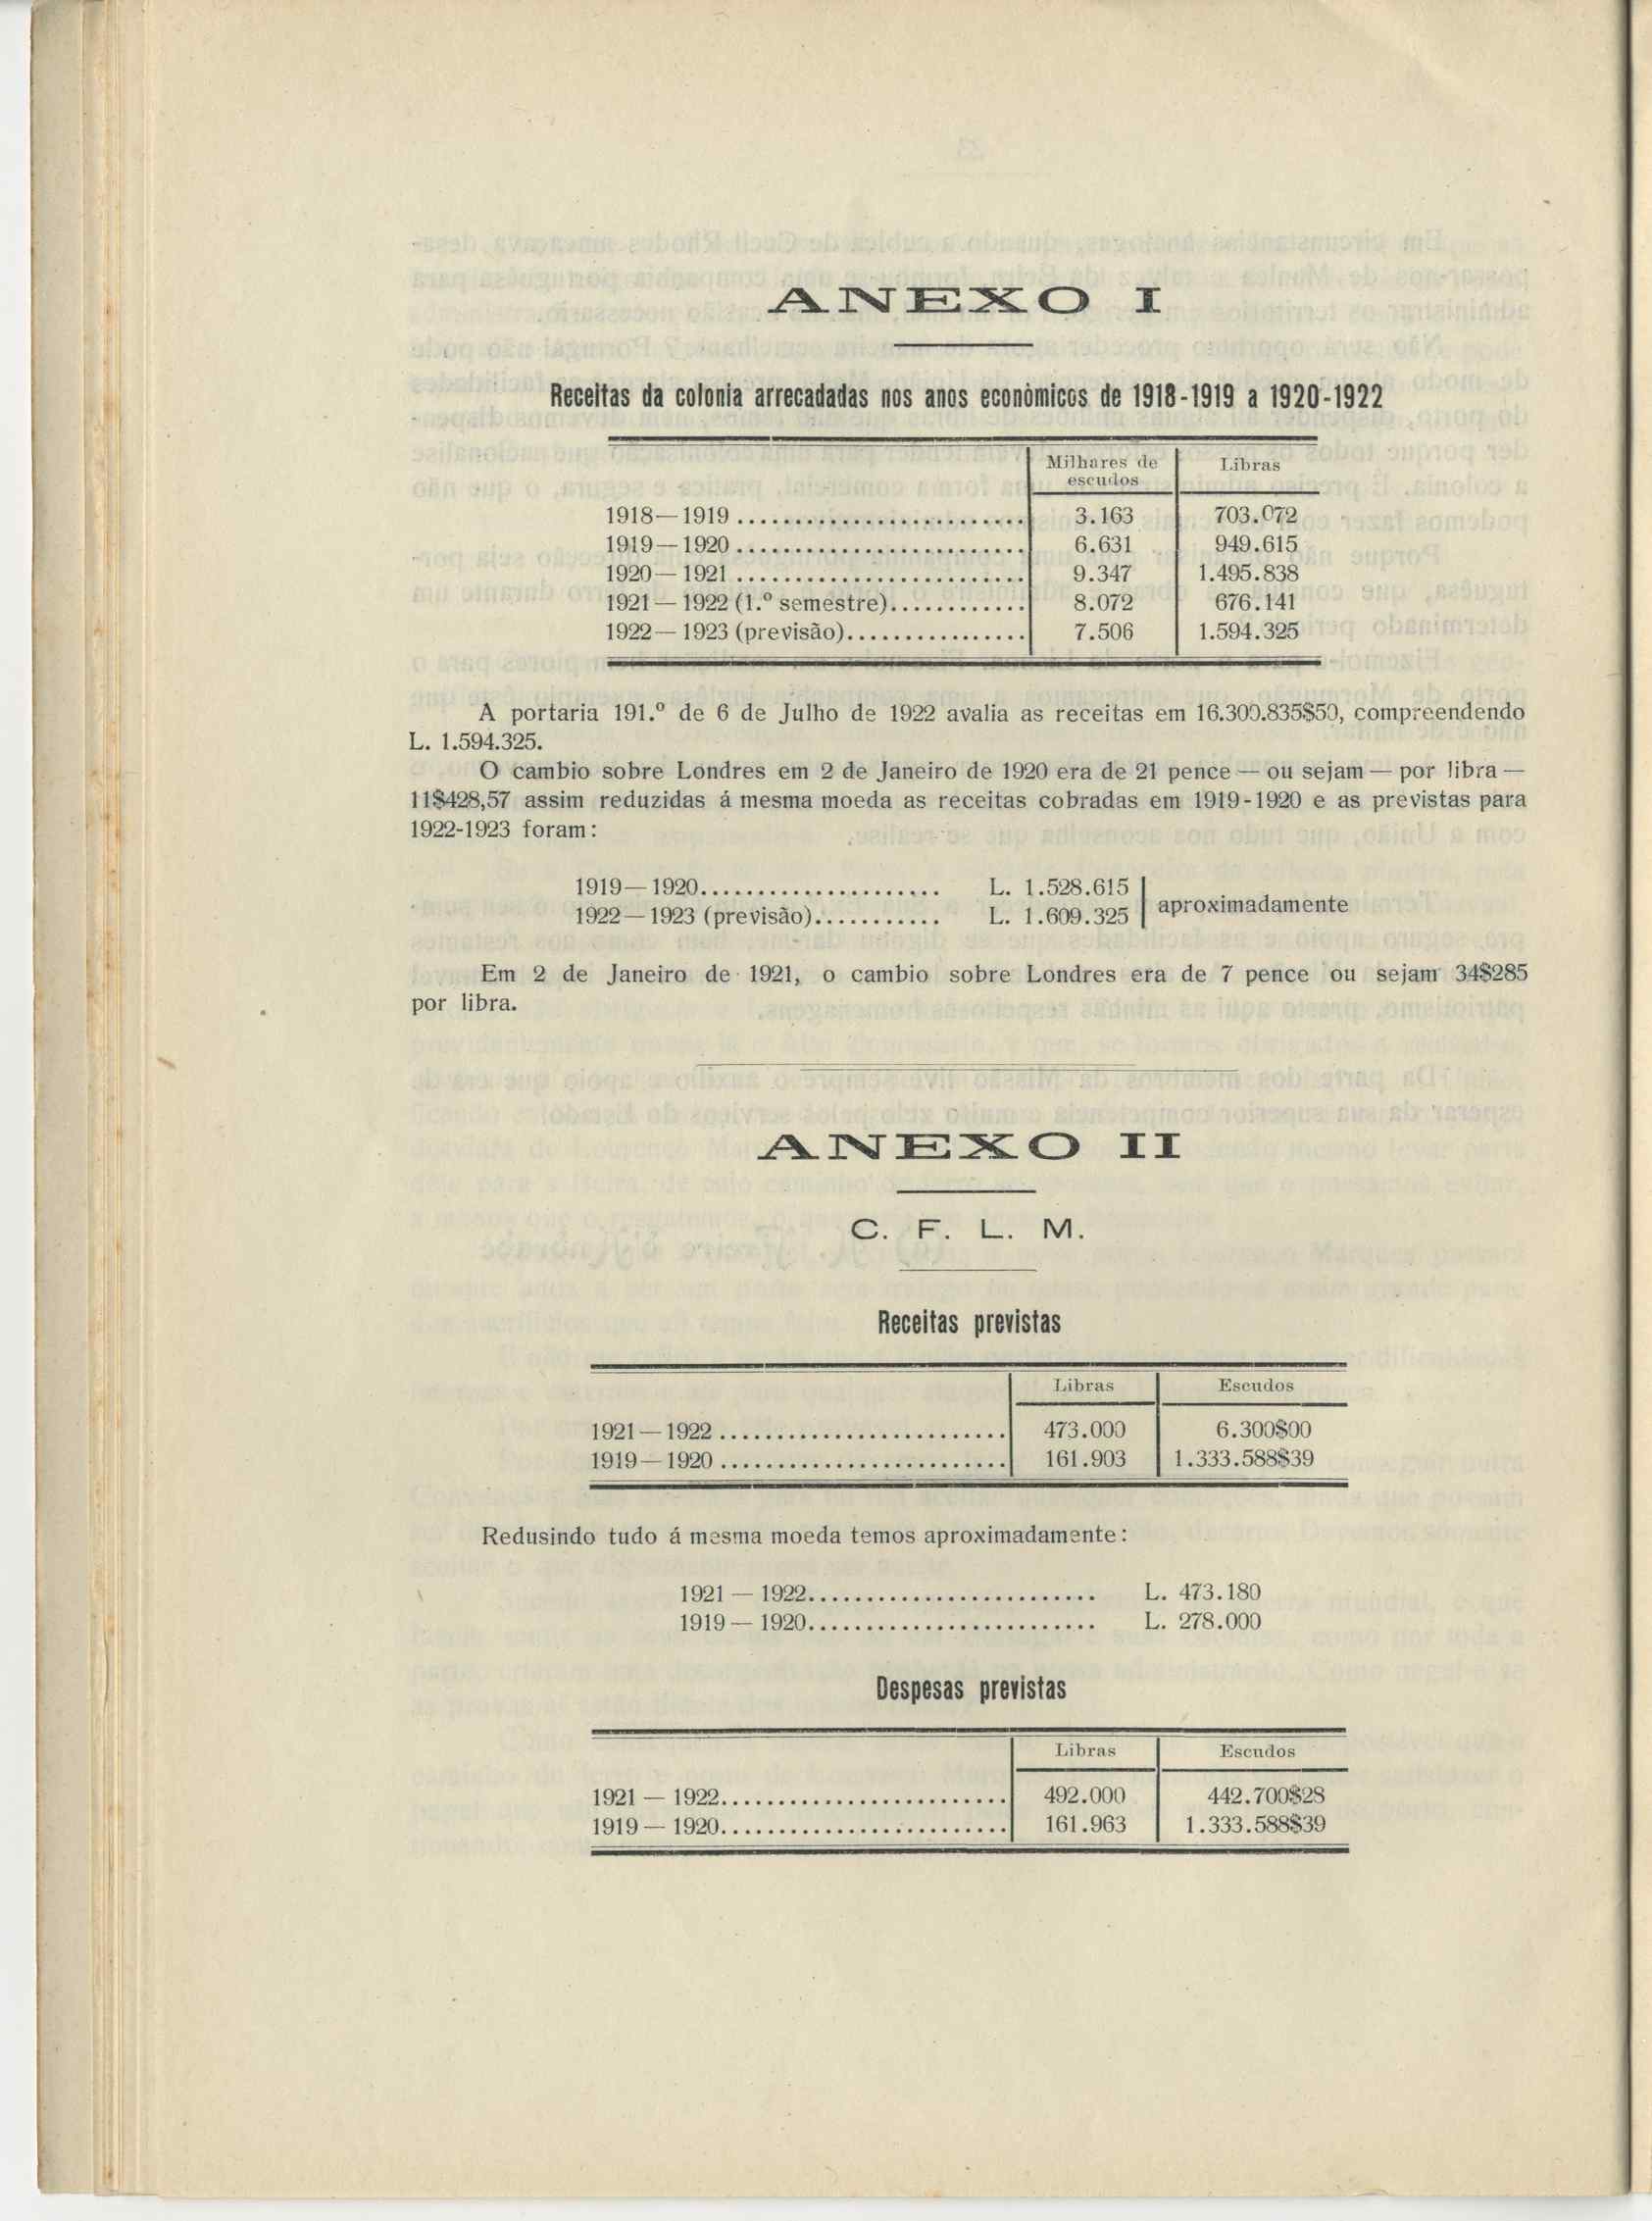 ANEXO I
Receitas da colonia arrecadadas nos anos económicos de 1918-1919 a 1920-1922
Milhares de escudos Libras
1918—1919 ........................ 3.163 703.072
1919—1920 ........................ 6.631 949.615
1920—1921 ........................ 9.347 1.495.838
1921—1922 (1.º semestre)............ 8.072 676.141
1922—1923 (previsão)................ 7.506 1.594.325
A portaria 191.º de 6 de Julho de 1922 avalia as receitas em 16.300.835$50, compreendendo
L. 1.594.325.
O cambio sobre Londres em 2 de Janeiro de 1920 era de 21 pence — ou sejam — por libra —
11$428,57 assim reduzidas á mesma moeda as receitas cobradas em 1919-1920 e as previstas para
1922-1923 foram:
1919—1920..................... L. 1.528.615
1922—1923 (previsão)........... L. 1.609.325
aproximadamente
Em 2 de Janeiro de 1921, o cambio sobre Londres era de 7 pence ou sejam 34$285
por libra.
ANEXO II
C. F. L. M.
Receitas previstas
Libras Escudos
1921—1922 ......................... 473.000 6.300$00
1919—1920 ......................... 161.903 1.333.588$39
Redusindo tudo á mesma moeda temos aproximadamente:
1921 — 1922......................... L. 473.180
1919 — 1920......................... L. 278.000
Despesas previstas
Libras Escudos
1921 — 1922......................... 492.000 442.700$28
1919 — 1920......................... 161.963 1.333.588$39